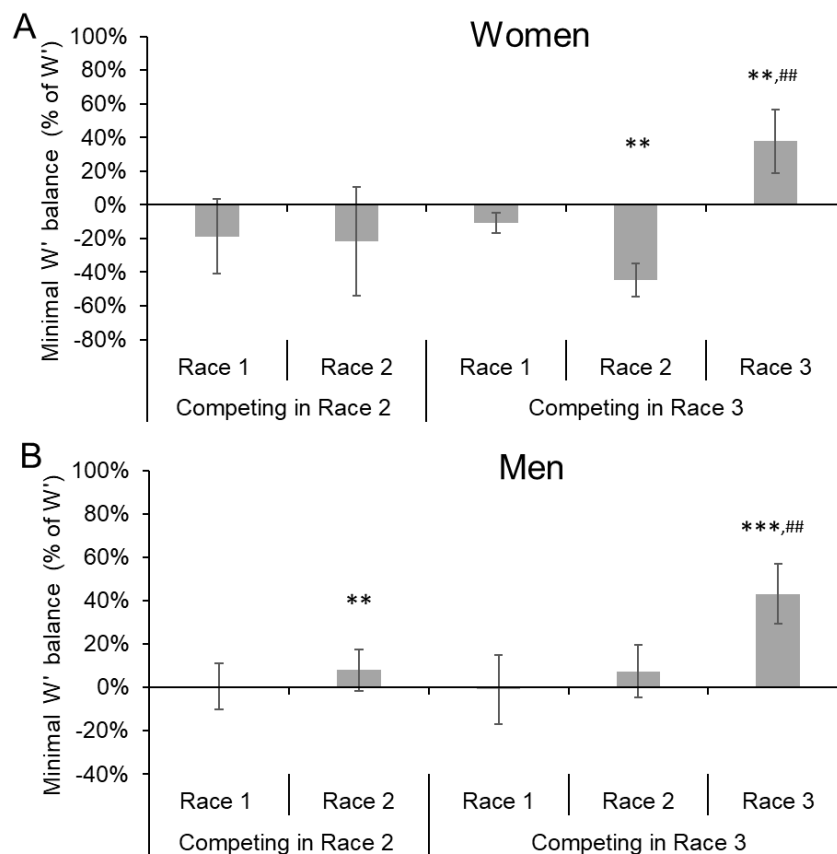 A
Women
Minimal W' balance (% of W')
100%
80%
60%
40%
20%
0%
-20%
-40%
-60%
-80%
**
**,##
Race 1 Race 2 Race 1 Race 2 Race 3
Competing in Race 2 Competing in Race 3
B
Men
Minimal W' balance (% of W')
100%
80%
60%
40%
20%
0%
-20%
-40%
**
***,##
Race 1 Race 2 Race 1 Race 2 Race 3
Competing in Race 2 Competing in Race 3